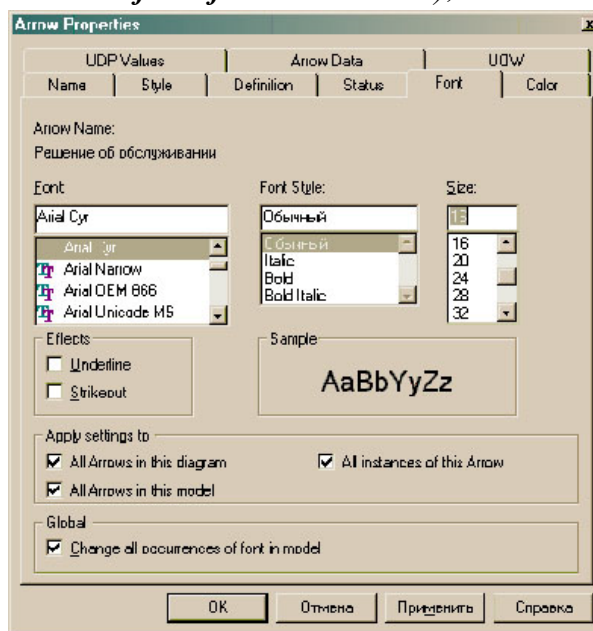 Arrow Properties x
UDP Values Arrow Data UOW
Name Style Definition Status Font Color
Arrow Name:
Решение об обслуживании
Font Font Style: Size:
Arial Cyr Обычный
Arial Cyr Обычный 16
Arial Narrow Italic 20
Arial OEM 866 Bold 24
Arial Unicode MS Bold Italic 28
32
Effects Sample
Underline
Strikeout
AaBbYyZz
Apply settings to
All Arrows in this diagram All instances of this Arrow
All Arrows in this model
Global
Change all occurrences of font in model
OK Отмена Применить Справка